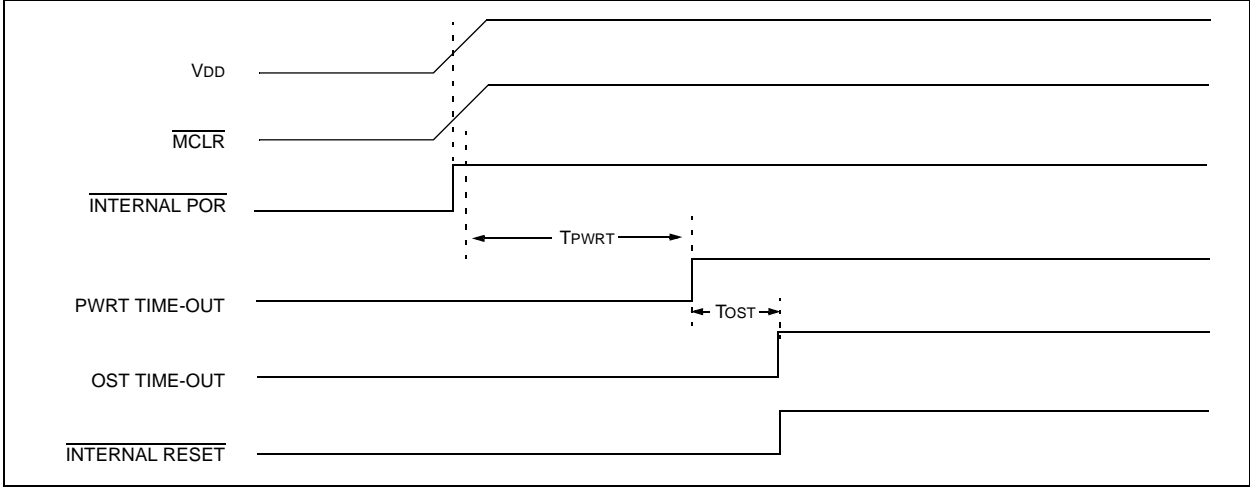 VDD
MCLR
INTERNAL POR
TPWRT
PWRT TIME-OUT
TOST
OST TIME-OUT
INTERNAL RESET